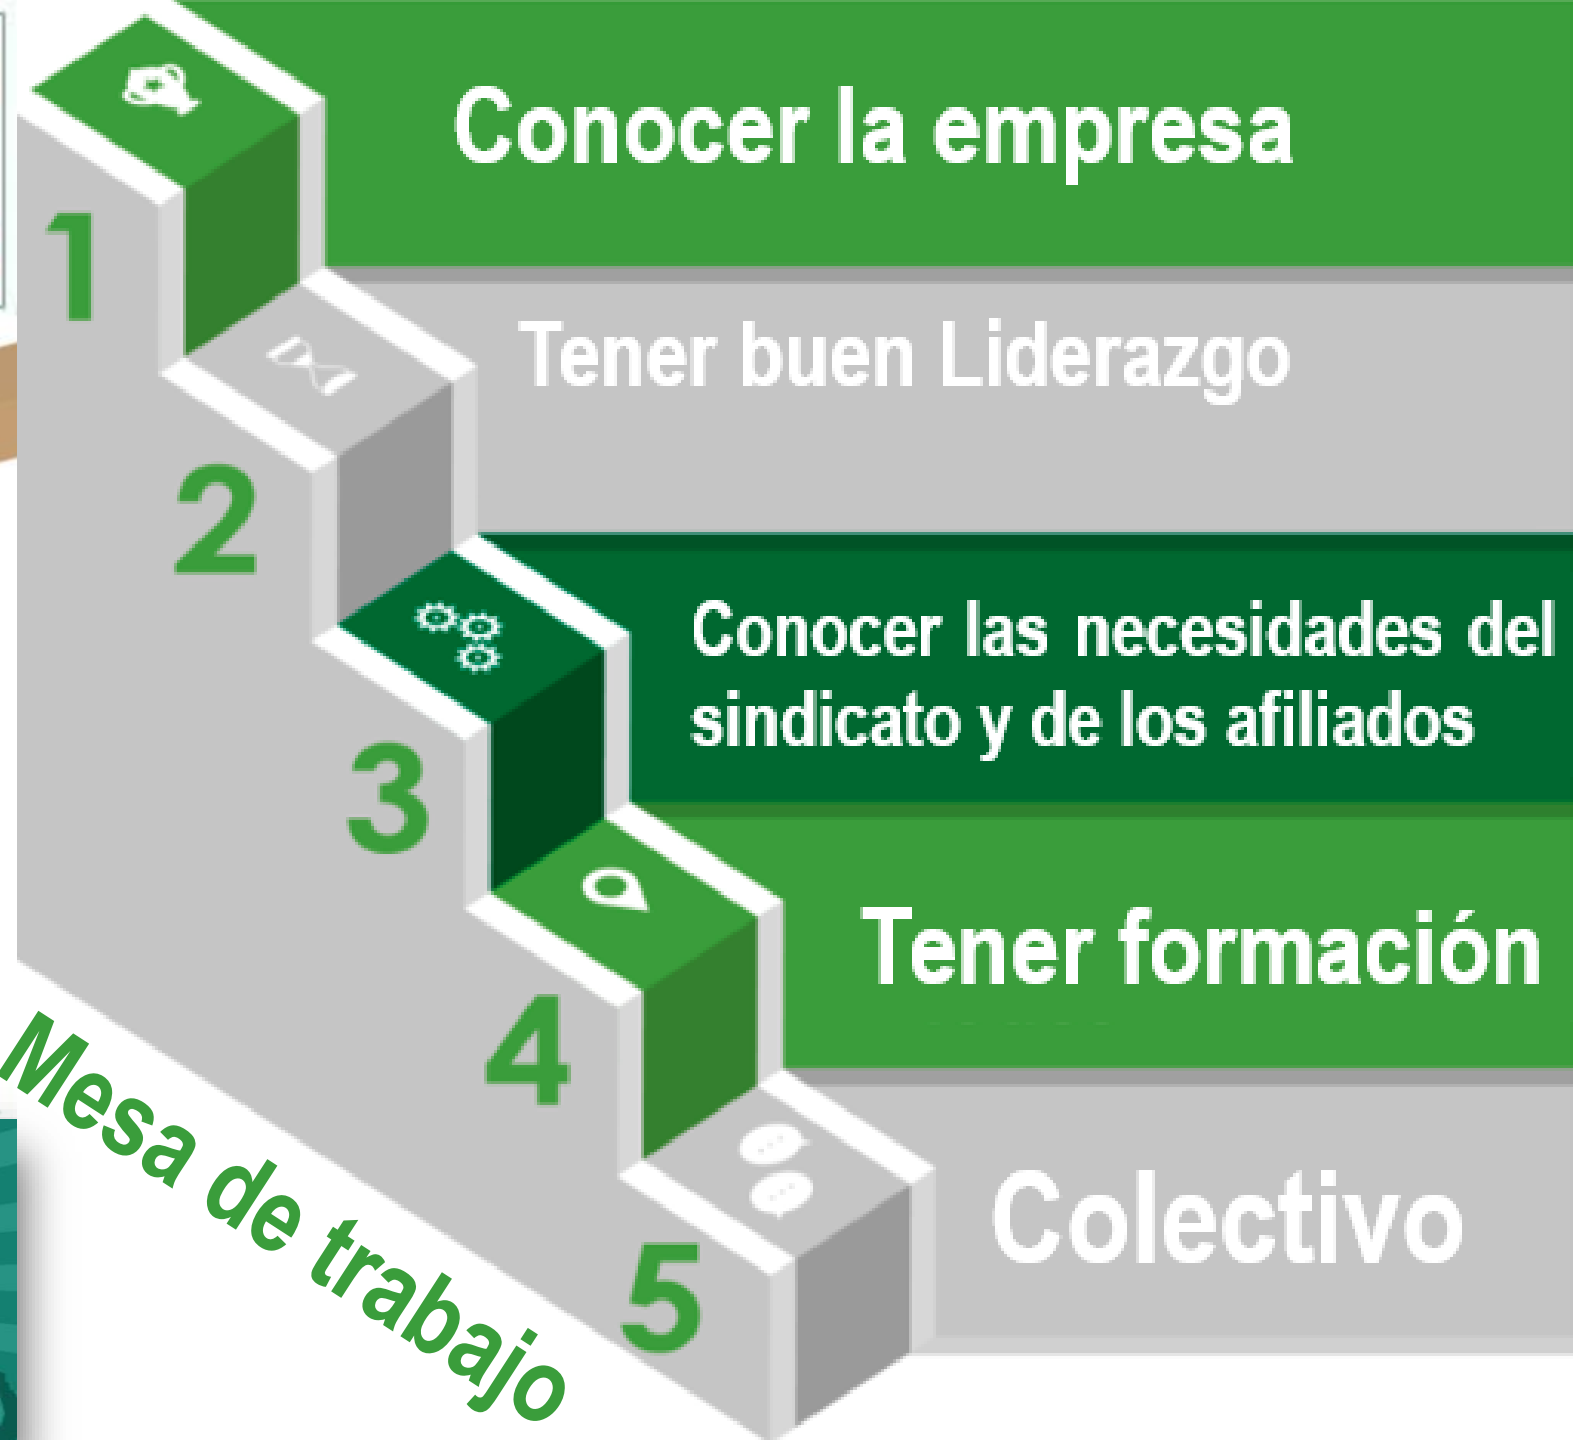 Conocer la empresa
1
Tener buen Liderazgo
2
Conocer las necesidades del
sindicato y de los afiliados
3
Tener formación
4
Colectivo
5
Mesa de trabajo